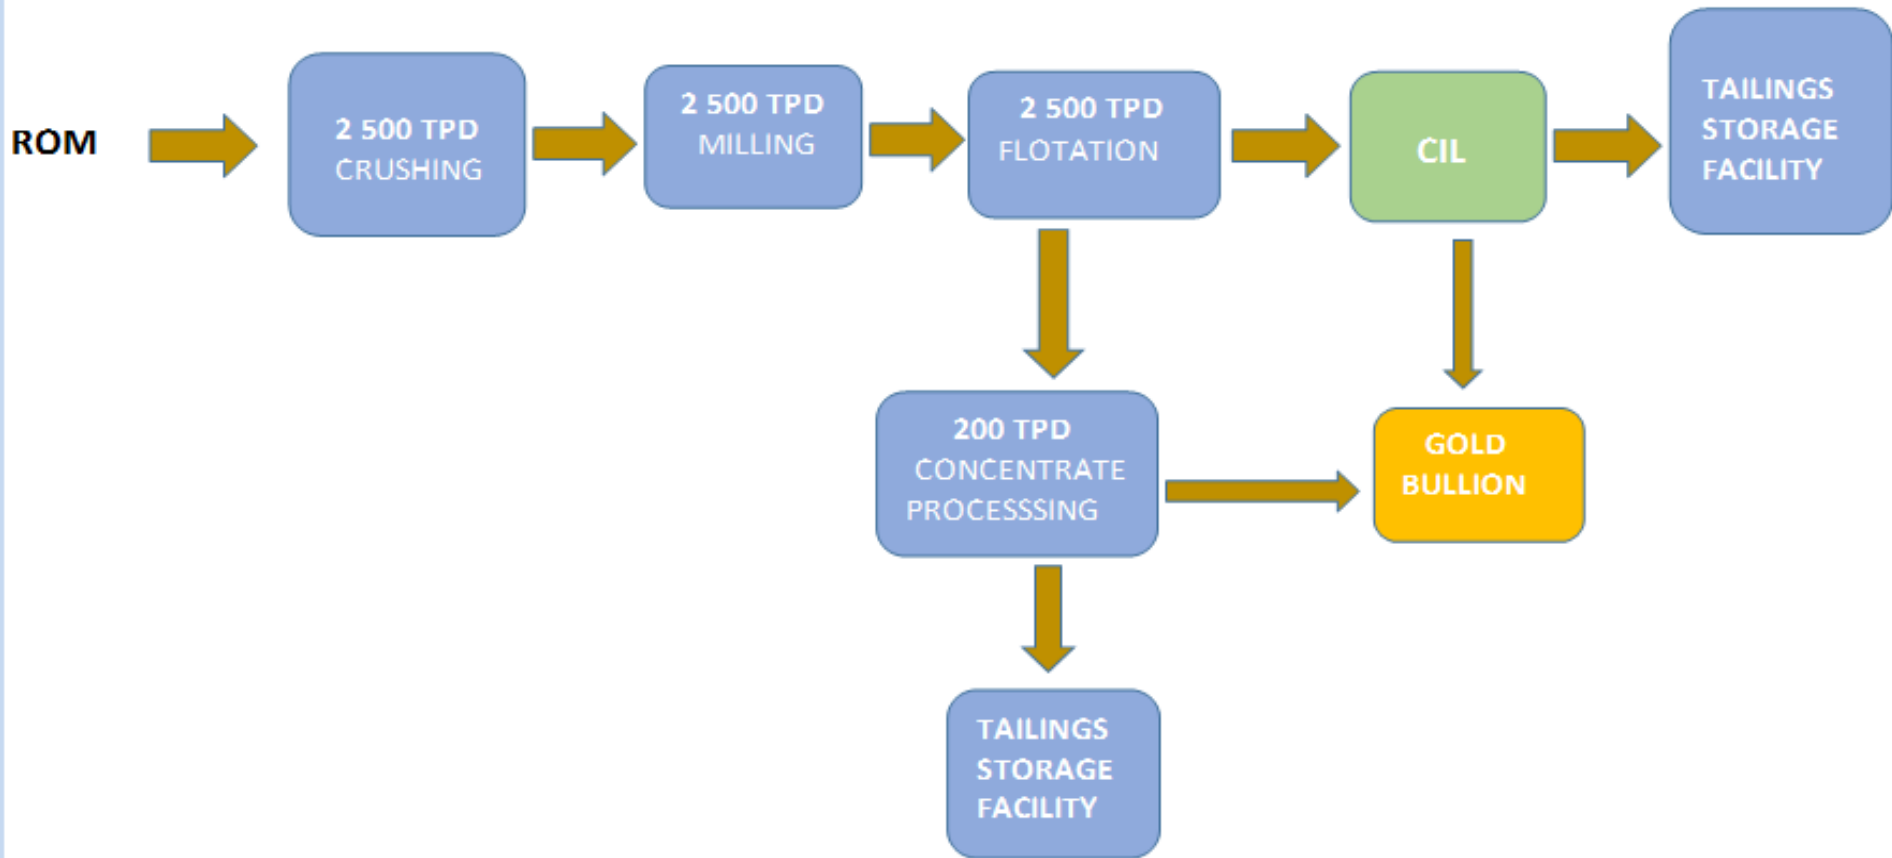 ROM
2 500 TPD
CRUSHING
2 500 TPD
MILLING
2 500 TPD
FLOTATION
CIL
TAILINGS
STORAGE
FACILITY
200 TPD
CONCENTRATE
PROCESSSING
GOLD
BULLION
TAILINGS
STORAGE
FACILITY